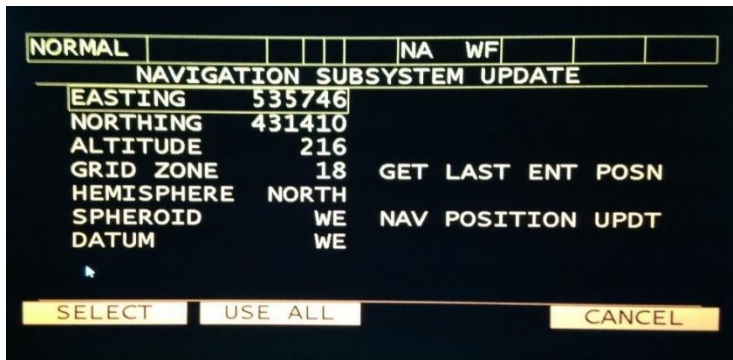 NORMAL NA WF
NAVIGATION SUBSYSTEM UPDATE
EASTING 535746
NORTHING 431410
ALTITUDE 216
GRID ZONE 18 GET LAST ENT POSN
HEMISPHERE NORTH
SPHEROID WE NAV POSITION UPDT
DATUM WE
SELECT USE ALL CANCEL